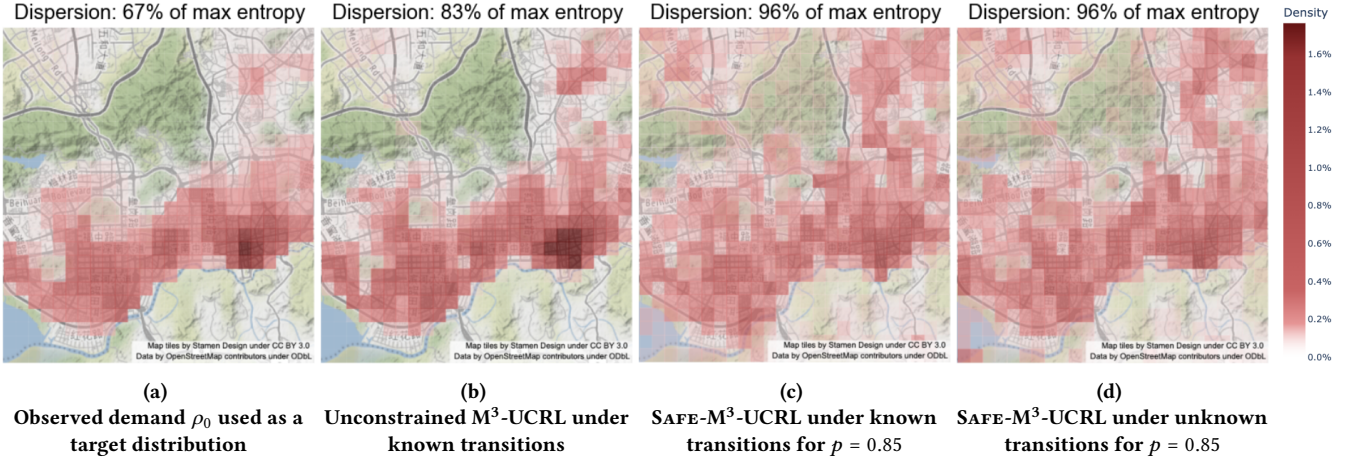 Dispersion: 67% of max entropy
Dispersion: 83% of max entropy
Dispersion: 96% of max entropy
Dispersion: 96% of max entropy
Density
1.6%
1.4%
1.2%
1.0%
0.8%
0.6%
0.4%
0.2%
0.0%
Map tiles by Stamen Design under CC BY 3.0
Data by OpenStreetMap contributors under ODbL
Map tiles by Stamen Design under CC BY 3.0
Data by OpenStreetMap contributors under ODbL
Map tiles by Stamen Design under CC BY 3.0
Data by OpenStreetMap contributors under ODbL
Map tiles by Stamen Design under CC BY 3.0
Data by OpenStreetMap contributors under ODbL
(a)
Observed demand ρ₀ used as a
target distribution
(b)
Unconstrained M³-UCRL under
known transitions
(c)
Safe-M³-UCRL under known
transitions for p = 0.85
(d)
Safe-M³-UCRL under unknown
transitions for p = 0.85